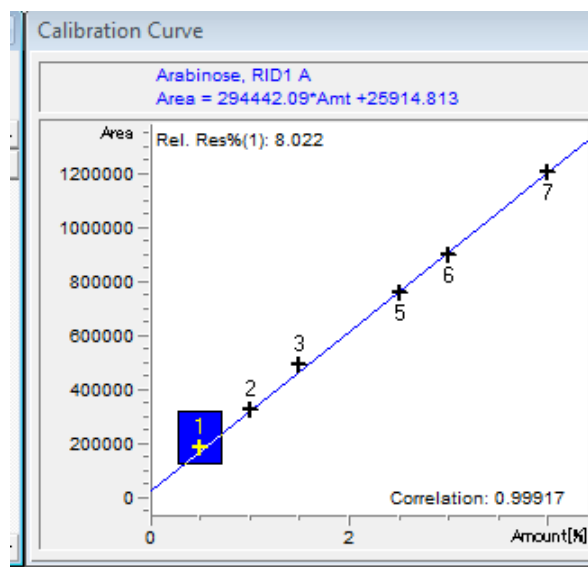 Calibration Curve
Arabinose, RID1 A
Area = 294442.09*Amt +25914.813
Area
Rel. Res%(1): 8.022
1200000
1000000
800000
600000
400000
200000
0
7
6
5
3
2
1
Correlation: 0.99917
0
2
Amount[%]